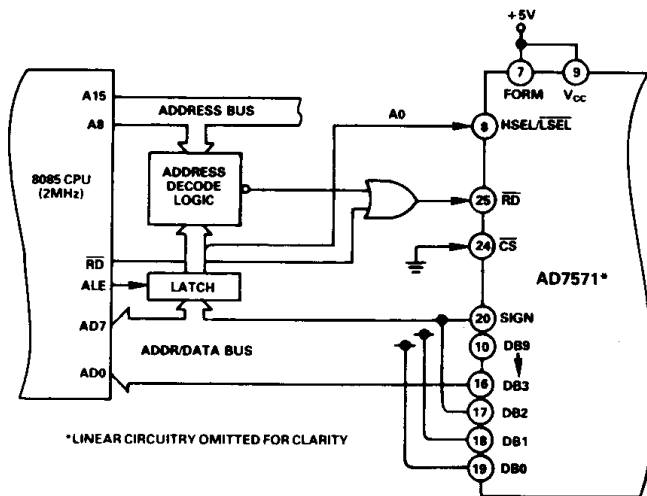 +5V
7
9
FORM
VCC
A15
ADDRESS BUS
A8
A0
8
HSEL/LSEL
8085 CPU
(2MHz)
ADDRESS
DECODE
LOGIC
25
RD
24
CS
RD
AD7571*
ALE
LATCH
20
SIGN
AD7
10
DB9
ADDR/DATA BUS
AD0
16
DB3
17
DB2
*LINEAR CIRCUITRY OMITTED FOR CLARITY
18
DB1
19
DB0